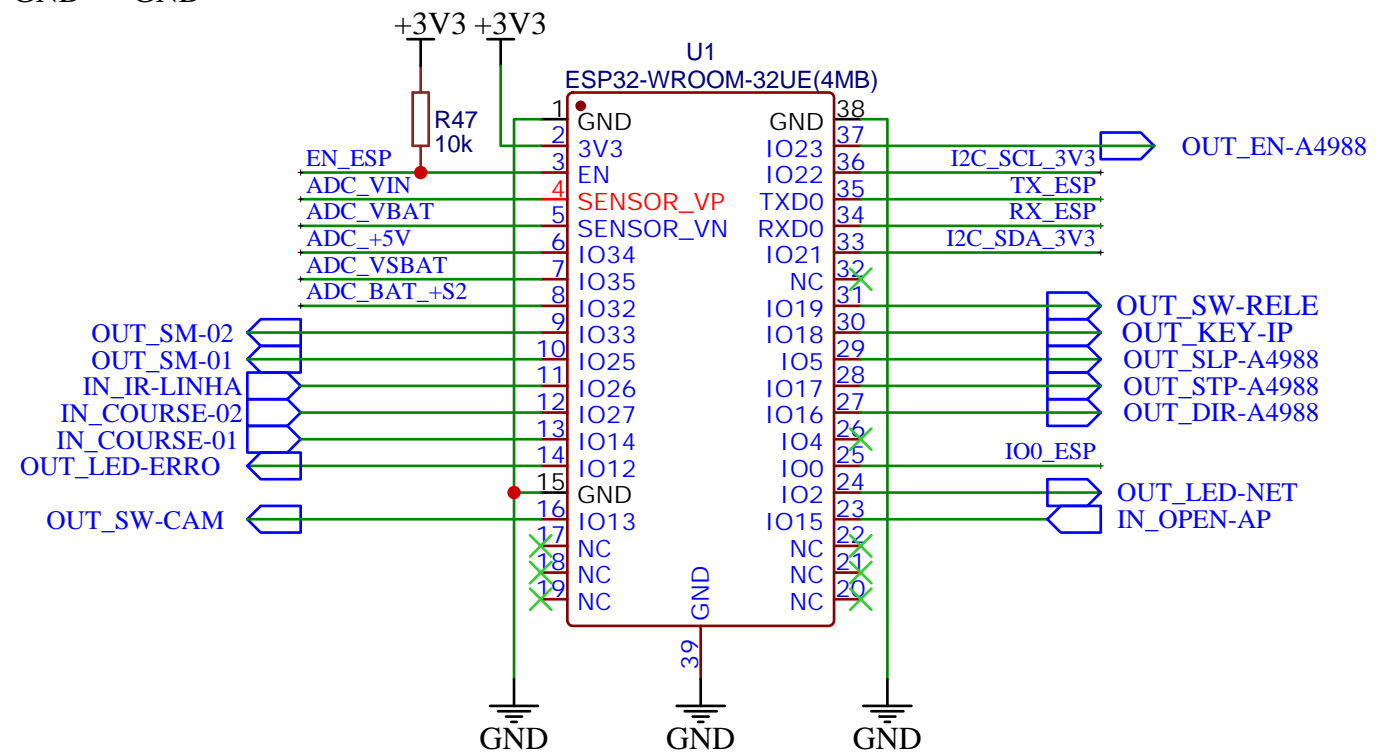 GND GND
+3V3 +3V3
U1
ESP32-WROOM-32UE(4MB)
R47
10k
1 GND
2 3V3
EN_ESP 3 EN
ADC_VIN 4 SENSOR_VP
ADC_VBAT 5 SENSOR_VN
ADC_+5V 6 IO34
ADC_VSBAT 7 IO35
ADC_BAT_+S2 8 IO32
OUT_SM-02 9 IO33
OUT_SM-01 10 IO25
IN_IR-LINHA 11 IO26
IN_COURSE-02 12 IO27
IN_COURSE-01 13 IO14
OUT_LED-ERRO 14 IO12
15 GND
OUT_SW-CAM 16 IO13
17 NC
18 NC
19 NC
GND 38
IO23 37 OUT_EN-A4988
IO22 36 I2C_SCL_3V3
TXD0 35 TX_ESP
RXD0 34 RX_ESP
IO21 33 I2C_SDA_3V3
NC 32
IO19 31 OUT_SW-RELE
IO18 30 OUT_KEY-IP
IO5 29 OUT_SLP-A4988
IO17 28 OUT_STP-A4988
IO16 27 OUT_DIR-A4988
IO4 26
IO0 25 IO0_ESP
IO2 24 OUT_LED-NET
IO15 23 IN_OPEN-AP
NC 22
NC 21
NC 20
GND
39
GND GND GND